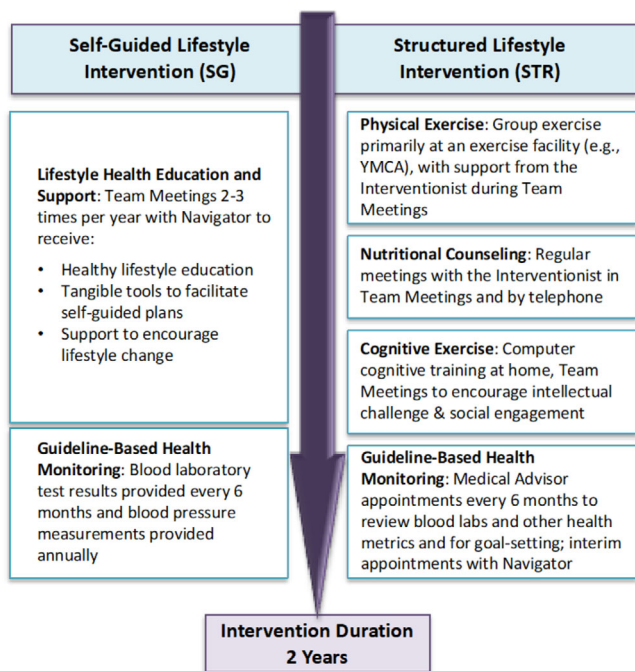 Self-Guided Lifestyle
Intervention (SG)
Lifestyle Health Education and
Support: Team Meetings 2-3
times per year with Navigator to
receive:
• Healthy lifestyle education
• Tangible tools to facilitate
self-guided plans
• Support to encourage
lifestyle change
Guideline-Based Health
Monitoring: Blood laboratory
test results provided every 6
months and blood pressure
measurements provided
annually
Structured Lifestyle
Intervention (STR)
Physical Exercise: Group exercise
primarily at an exercise facility (e.g.,
YMCA), with support from the
Interventionist during Team
Meetings
Nutritional Counseling: Regular
meetings with the Interventionist in
Team Meetings and by telephone
Cognitive Exercise: Computer
cognitive training at home, Team
Meetings to encourage intellectual
challenge & social engagement
Guideline-Based Health
Monitoring: Medical Advisor
appointments every 6 months to
review blood labs and other health
metrics and for goal-setting; interim
appointments with Navigator
Intervention Duration
2 Years